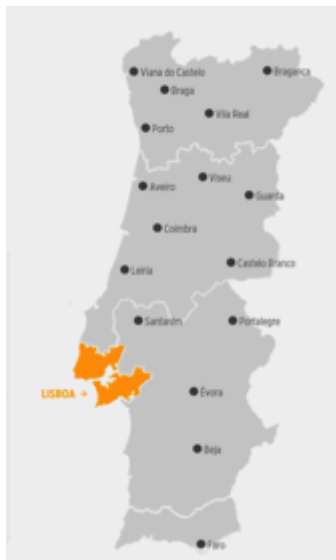 Viana do Castelo
Bragança
Braga
Vila Real
Porto
Viseu
Aveiro
Guarda
Coimbra
Castelo Branco
Leiria
Santarém
Portalegre
LISBOA →
Évora
Beja
Faro